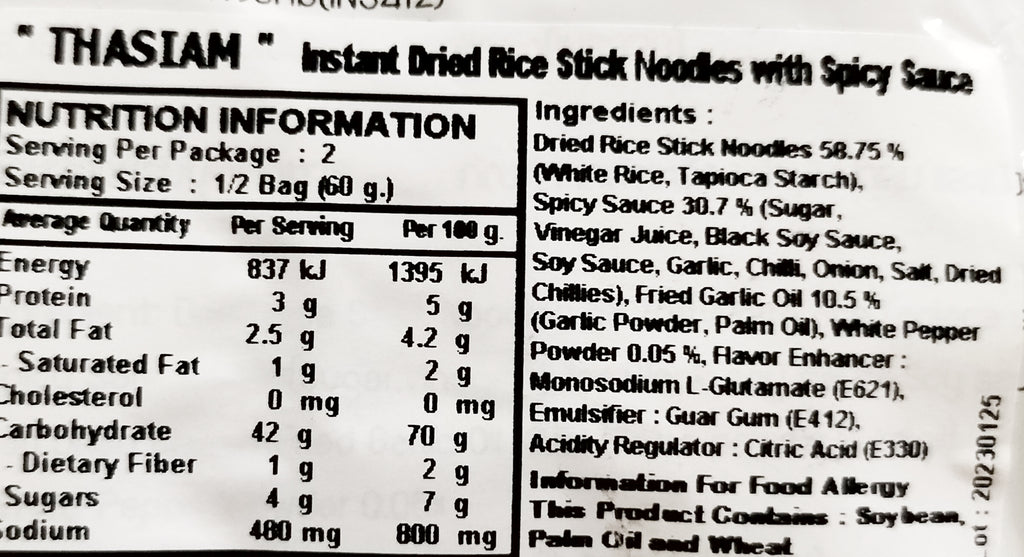 " THASIAM " Instant Dried Rice Stick Noodles with Spicy Sauce
NUTRITION INFORMATION
Serving Per Package : 2
Serving Size : 1/2 Bag (60 g.)
Average Quantity Per Serving Per 100 g.
Energy 837 kJ 1395 kJ
Protein 3 g 5 g
Total Fat 2.5 g 4.2 g
- Saturated Fat 1 g 2 g
Cholesterol 0 mg 0 mg
Carbohydrate 42 g 70 g
- Dietary Fiber 1 g 2 g
Sugars 4 g 7 g
Sodium 480 mg 800 mg
Ingredients :
Dried Rice Stick Noodles 58.75 %
(White Rice, Tapioca Starch),
Spicy Sauce 30.7 % (Sugar,
Vinegar Juice, Black Soy Sauce,
Soy Sauce, Garlic, Chilli, Onion, Salt, Dried
Chillies), Fried Garlic Oil 10.5 %
(Garlic Powder, Palm Oil), White Pepper
Powder 0.05 %, Flavor Enhancer :
Monosodium L-Glutamate (E621),
Emulsifier : Guar Gum (E412),
Acidity Regulator : Citric Acid (E330)
Information For Food Allergy
This Product Contains : Soybean,
Palm Oil and Wheat
ot : 20230125